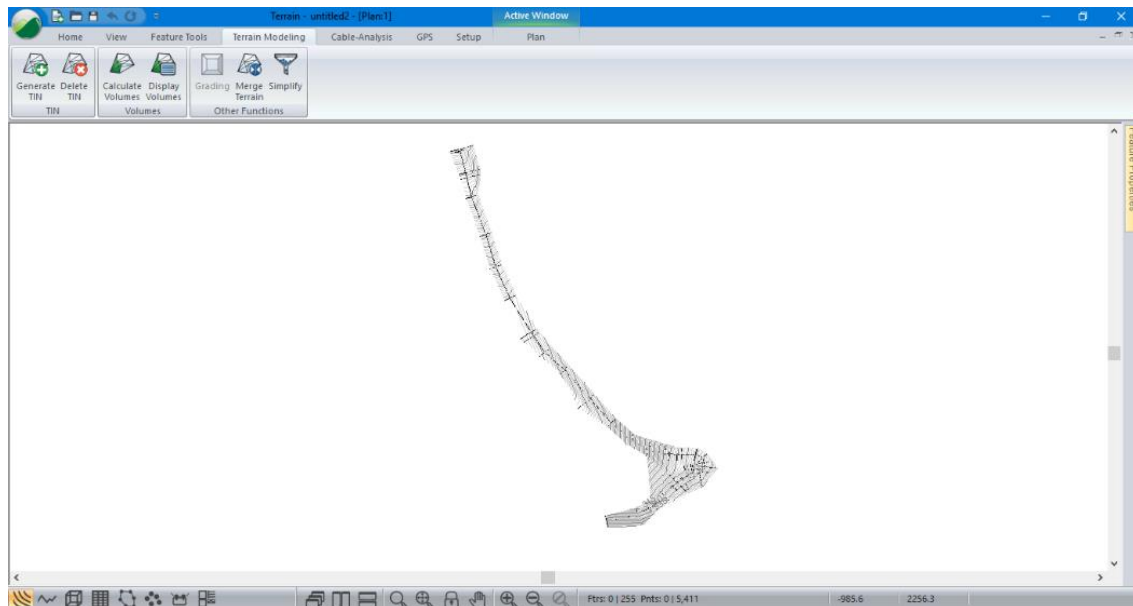 Terrain - untitled2 - [Plan:1] Active Window
Home View Feature Tools Terrain Modeling Cable-Analysis GPS Setup Plan
Generate TIN Delete TIN Calculate Volumes Display Volumes Grading Merge Terrain Simplify
TIN Volumes Other Functions
Feature Properties
Ftrs: 0 | 255 Pnts: 0 | 5,411 -985.6 2256.3